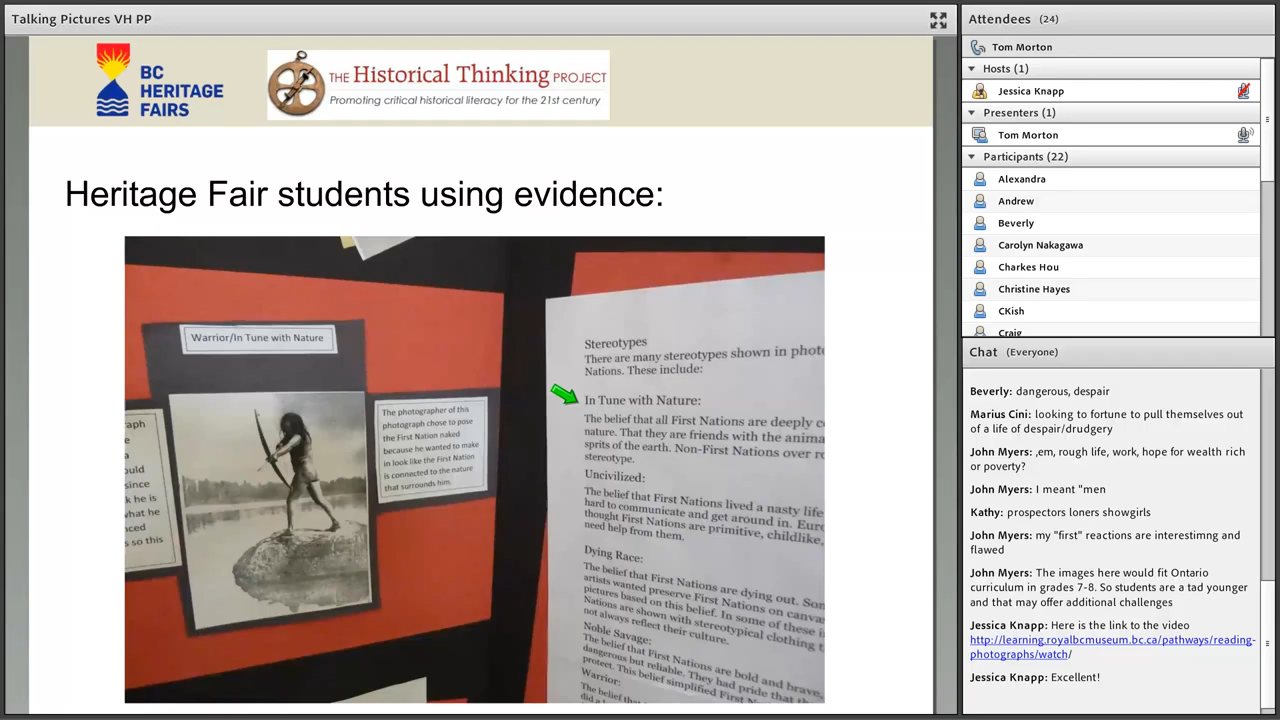 Talking Pictures VH PP
BC
HERITAGE
FAIRS
THE Historical Thinking PROJECT
Promoting critical historical literacy for the 21st century
Heritage Fair students using evidence:
Warrior/In Tune with Nature
The photographer of this
photograph chose to pose
the First Nation naked
because he wanted to make
in look like the First Nation
is connected to the nature
that surrounds him.
Stereotypes
There are many stereotypes shown in
Nations. These include:
In Tune with Nature:
The belief that all First Nations are deeply
nature. That they are friends with the
sprits of the earth. Non-First Nations over
stereotype.
Uncivilized:
The belief that First Nations lived a nasty
hard to communicate and get around in.
thought First Nations are primitive, childlike,
need help from them.
Dying Race:
The belief that First Nations are dying out.
artists wanted preserve First Nations on
pictures based on this belief. In some of these
Nations are shown with stereotypical clothing
not always reflect their culture.
Noble Savage:
The belief that First Nations are bold and brave,
dangerous but reliable. They had pride that
protect. This belief simplified First
Warrior:
The belief
Attendees (24)
Tom Morton
Hosts (1)
Jessica Knapp
Presenters (1)
Tom Morton
Participants (22)
Alexandra
Andrew
Beverly
Carolyn Nakagawa
Charkes Hou
Christine Hayes
CKish
Craig
Chat (Everyone)
Beverly: dangerous, despair
Marius Cini: looking to fortune to pull themselves out
of a life of despair/drudgery
John Myers: ,em, rough life, work, hope for wealth rich
or poverty?
John Myers: I meant "men
Kathy: prospectors loners showgirls
John Myers: my "first" reactions are interestimng and
flawed
John Myers: The images here would fit Ontario
curriculum in grades 7-8. So students are a tad younger
and that may offer additional challenges
Jessica Knapp: Here is the link to the video
http://learning.royalbcmuseum.bc.ca/pathways/reading-
photographs/watch/
Jessica Knapp: Excellent!